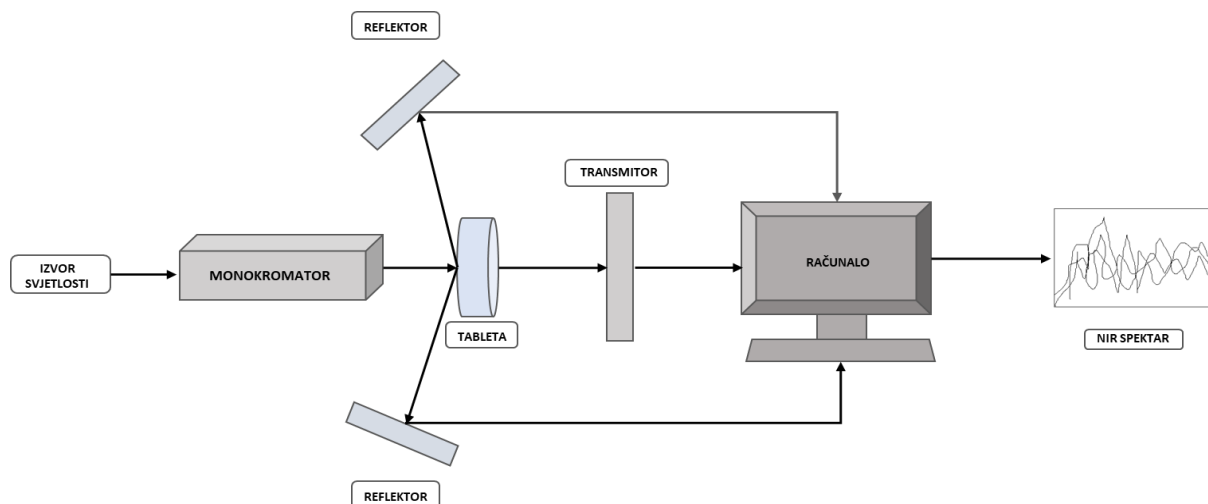 REFLEKTOR
TRANSMITOR
IZVOR
SVJETLOSTI
MONOKROMATOR
RAČUNALO
TABLETA
NIR SPEKTAR
REFLEKTOR